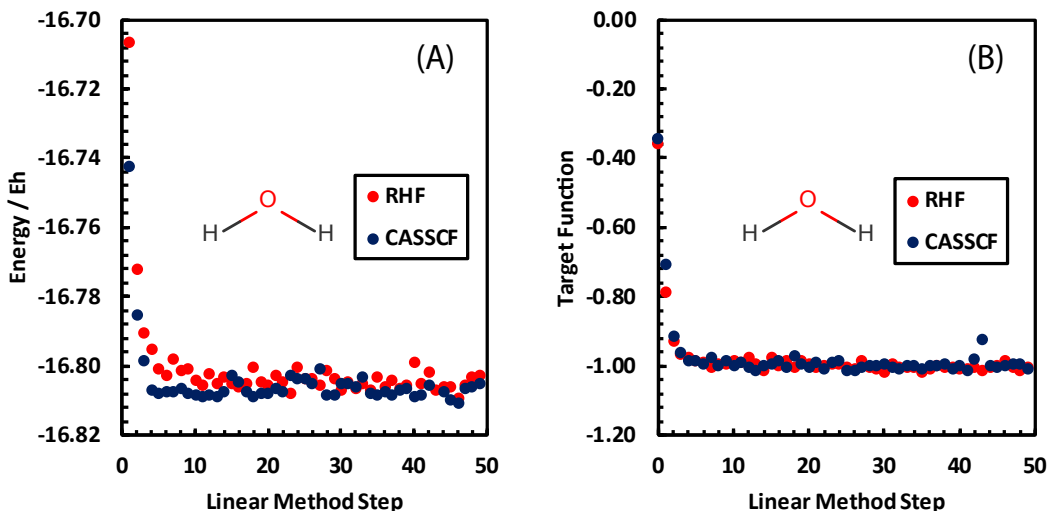 (A)
Energy / Eh
-16.70
-16.72
-16.74
-16.76
-16.78
-16.80
-16.82
O
H H
RHF
CASSCF
0 10 20 30 40 50
Linear Method Step
(B)
Target Function
0.00
-0.20
-0.40
-0.60
-0.80
-1.00
-1.20
O
H H
RHF
CASSCF
0 10 20 30 40 50
Linear Method Step